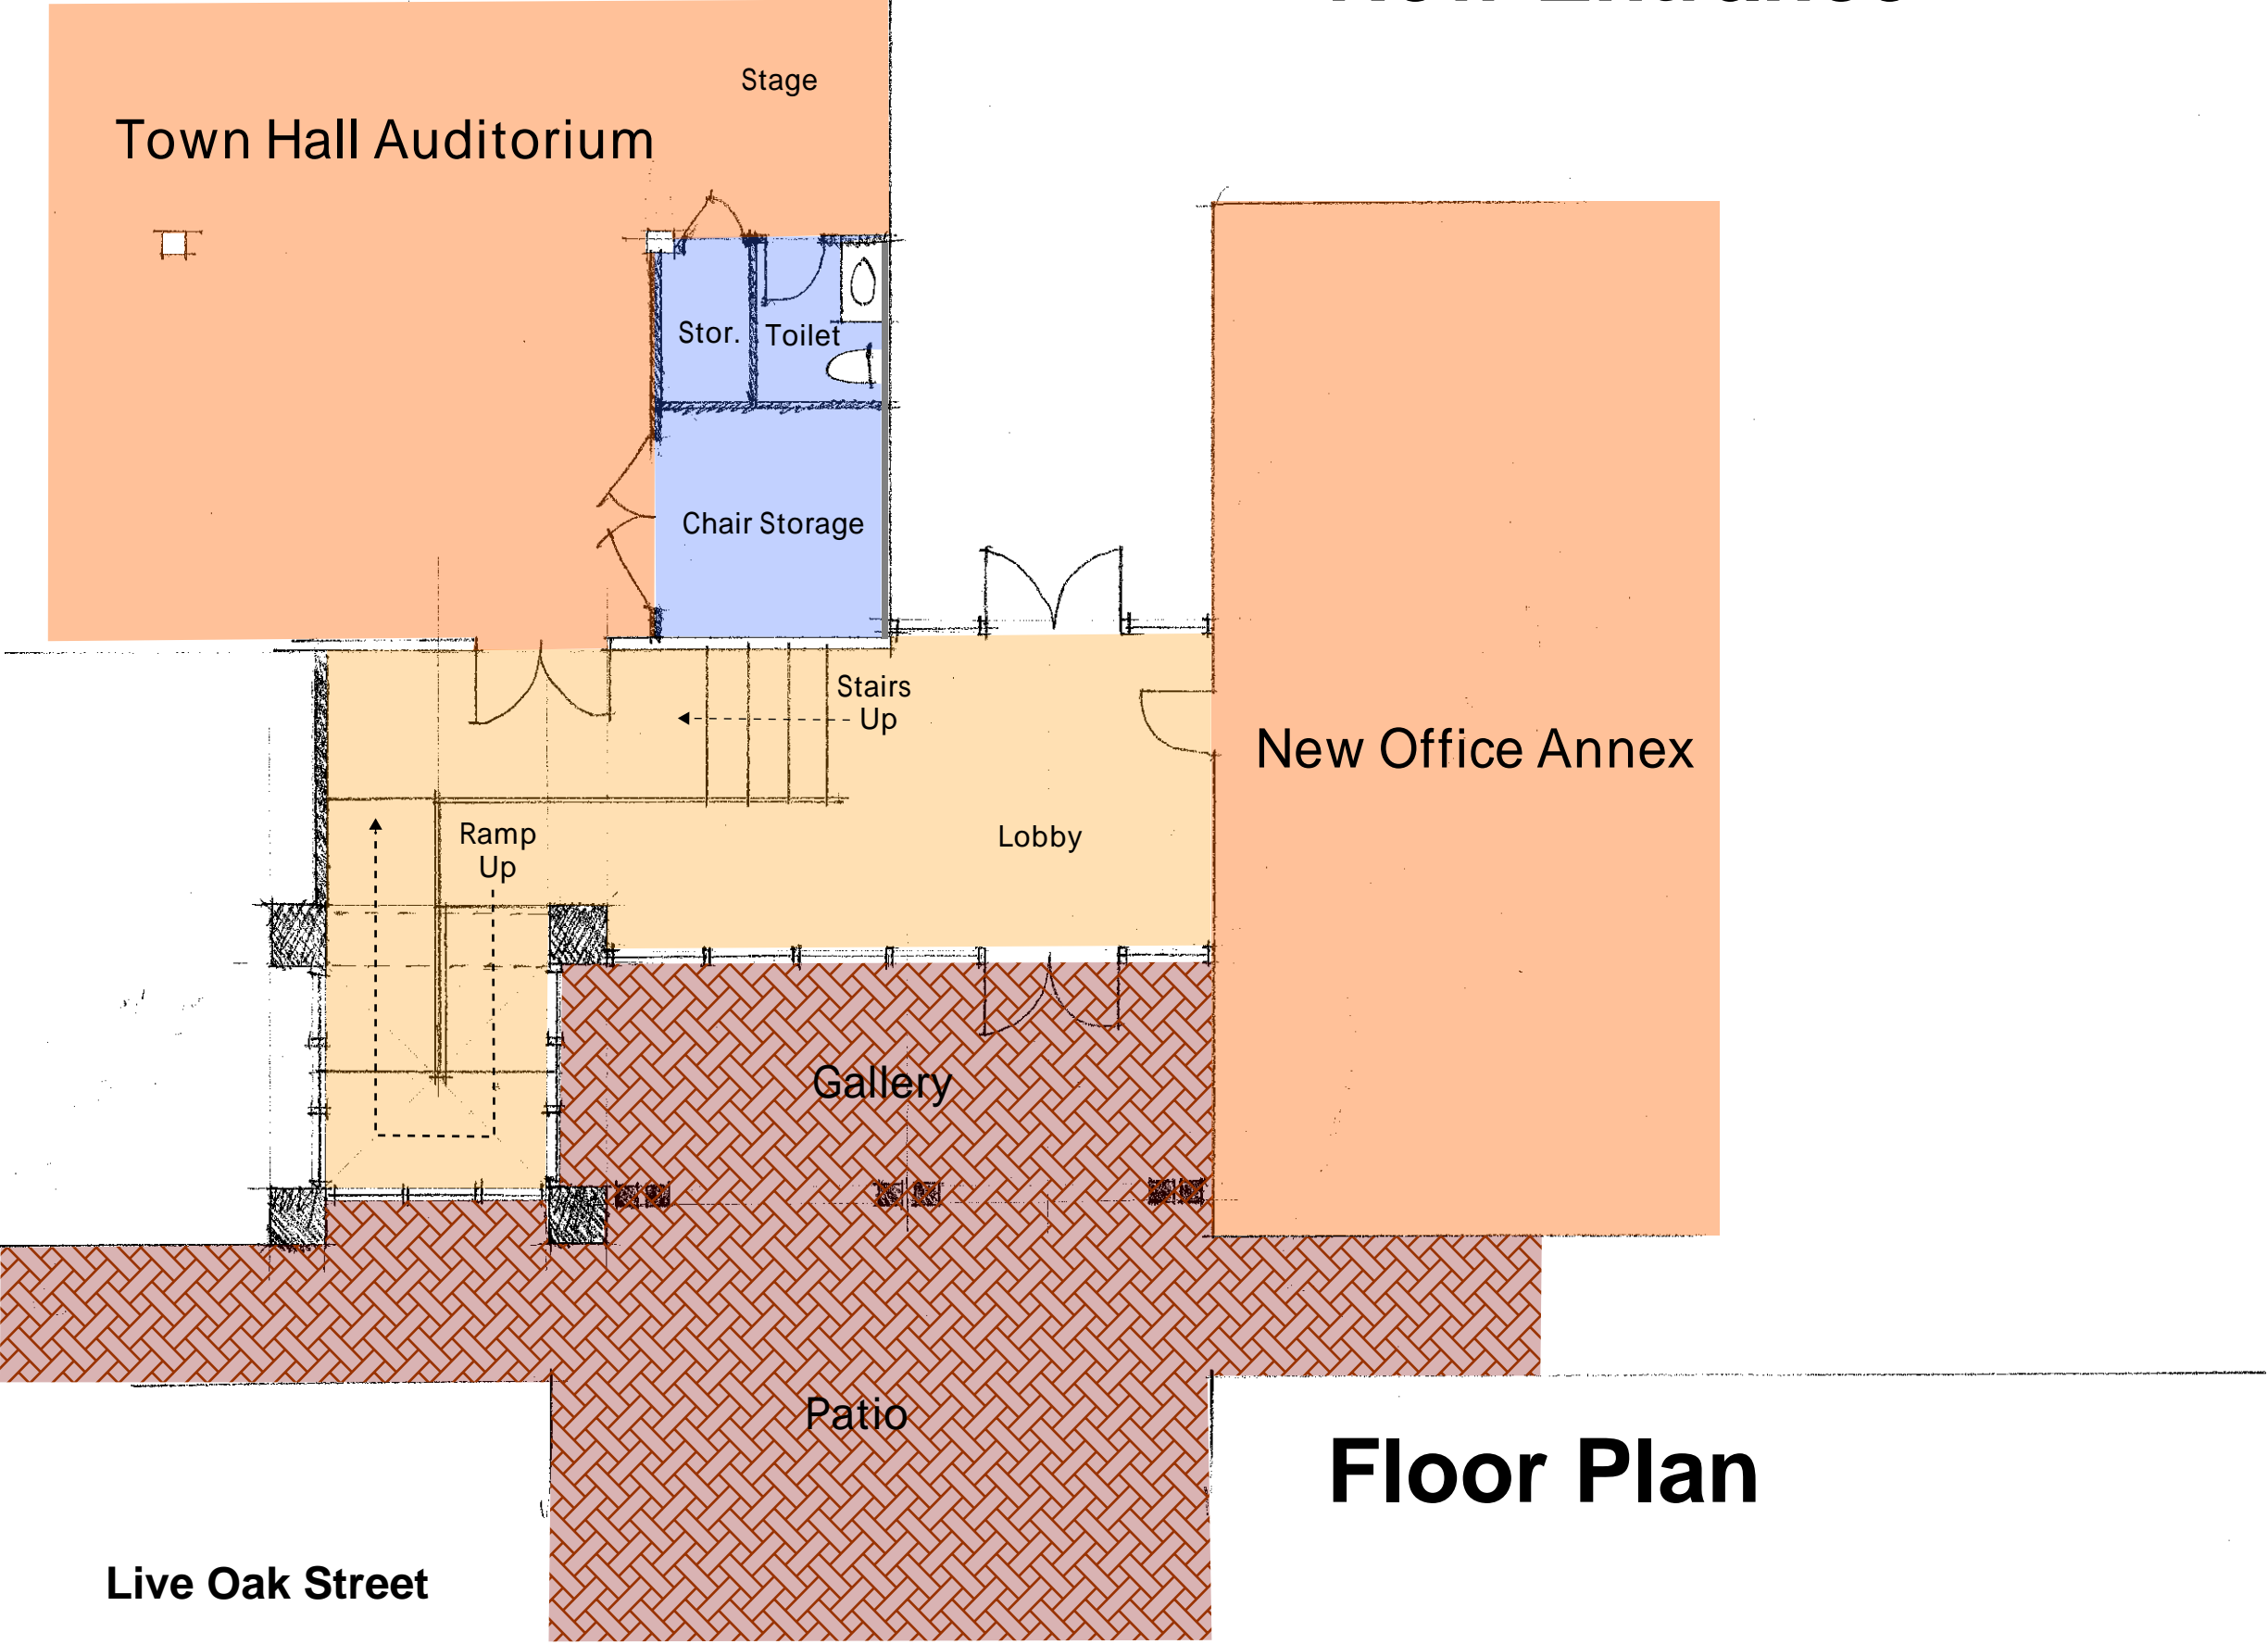 Stage
Town Hall Auditorium
Stor.
Toilet
Chair Storage
Stairs
Up
New Office Annex
Ramp
Up
Lobby
Gallery
Patio
Floor Plan
Live Oak Street